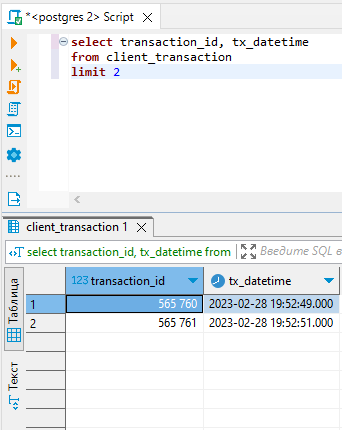 *<postgres 2> Script
select transaction_id, tx_datetime
from client_transaction
limit 2
client_transaction 1
select transaction_id, tx_datetime from
Введите SQL в
Таблица
Текст
123 transaction_id
tx_datetime
1 565 760 2023-02-28 19:52:49.000
2 565 761 2023-02-28 19:52:51.000